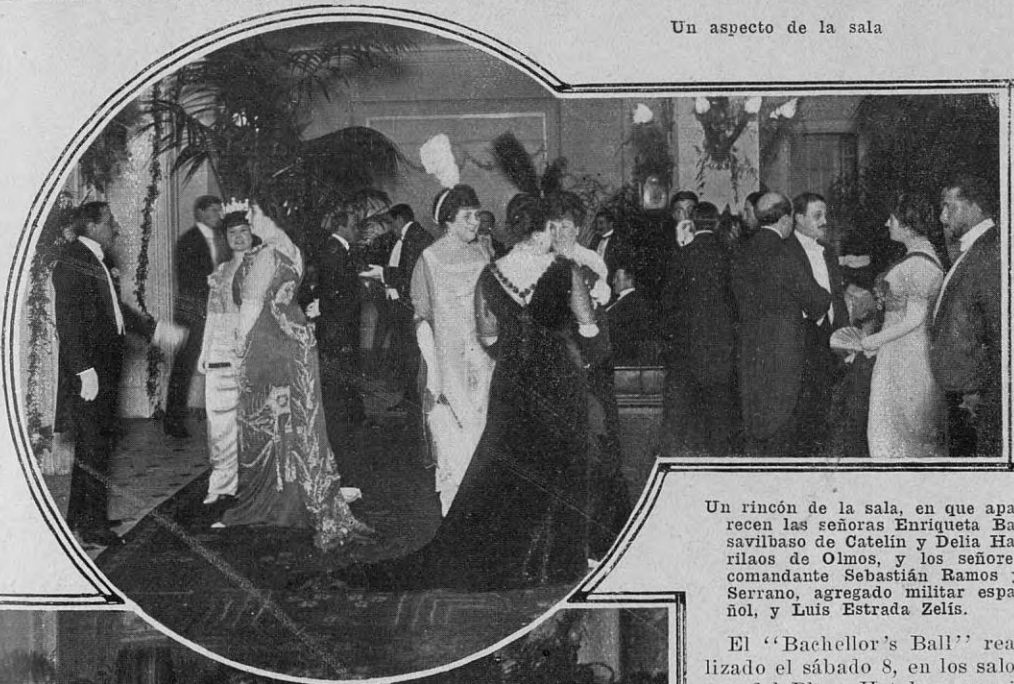 Un aspecto de la sala
Un rincón de la sala, en que apa-
recen las señoras Enriqueta Ba-
savilbaso de Catelín y Delia Ha-
rilaos de Olmos, y los señore
comandante Sebastián Ramos y
Serrano, agregado militar espa-
ñol, y Luis Estrada Zelís.
El “Bachellor's Ball” rea-
lizado el sábado 8, en los salo-